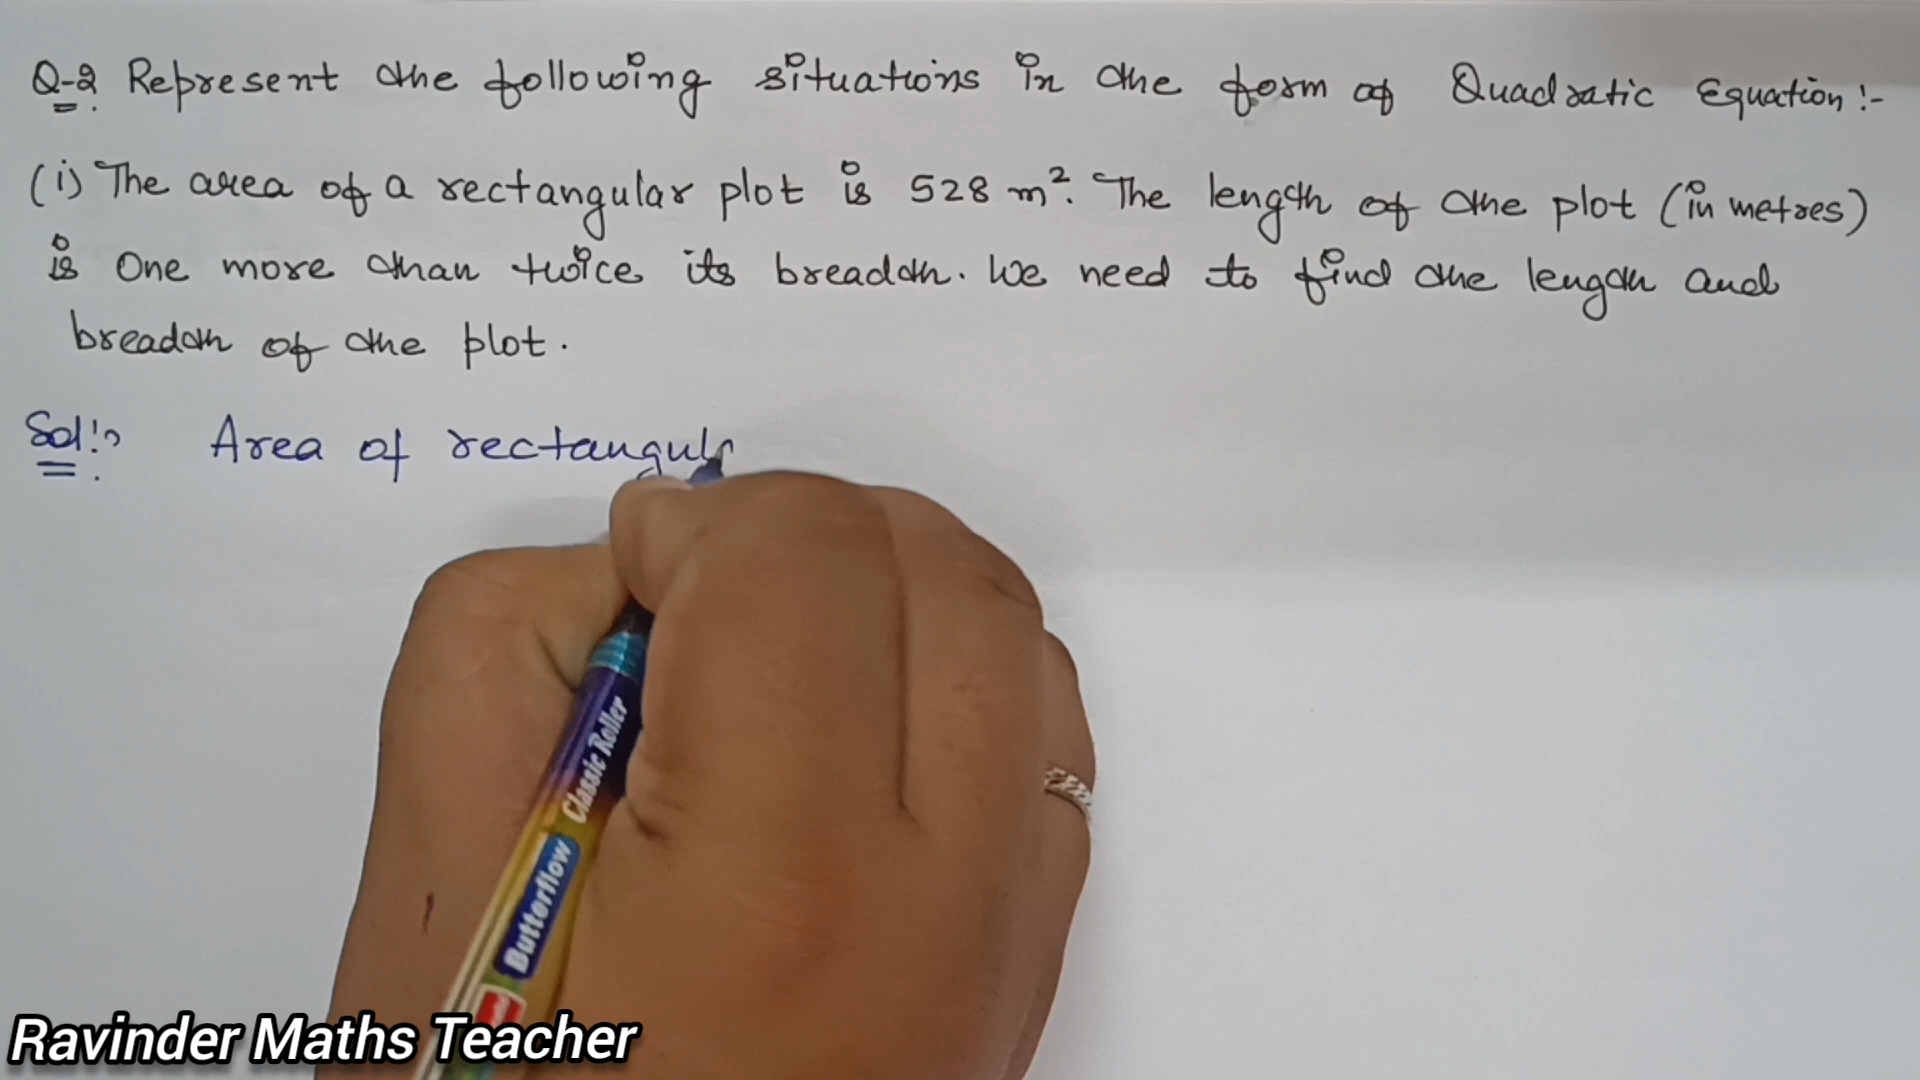 Q-2. Represent the following situations in the form of Quadratic Equation :-
(i) The area of a rectangular plot is 528 m². The length of the plot (in metres)
is One more than twice its breadth. We need to find the length and
breadth of the plot.
Sol:- Area of rectangul
Classic Roller
Butterflow
Ravinder Maths Teacher